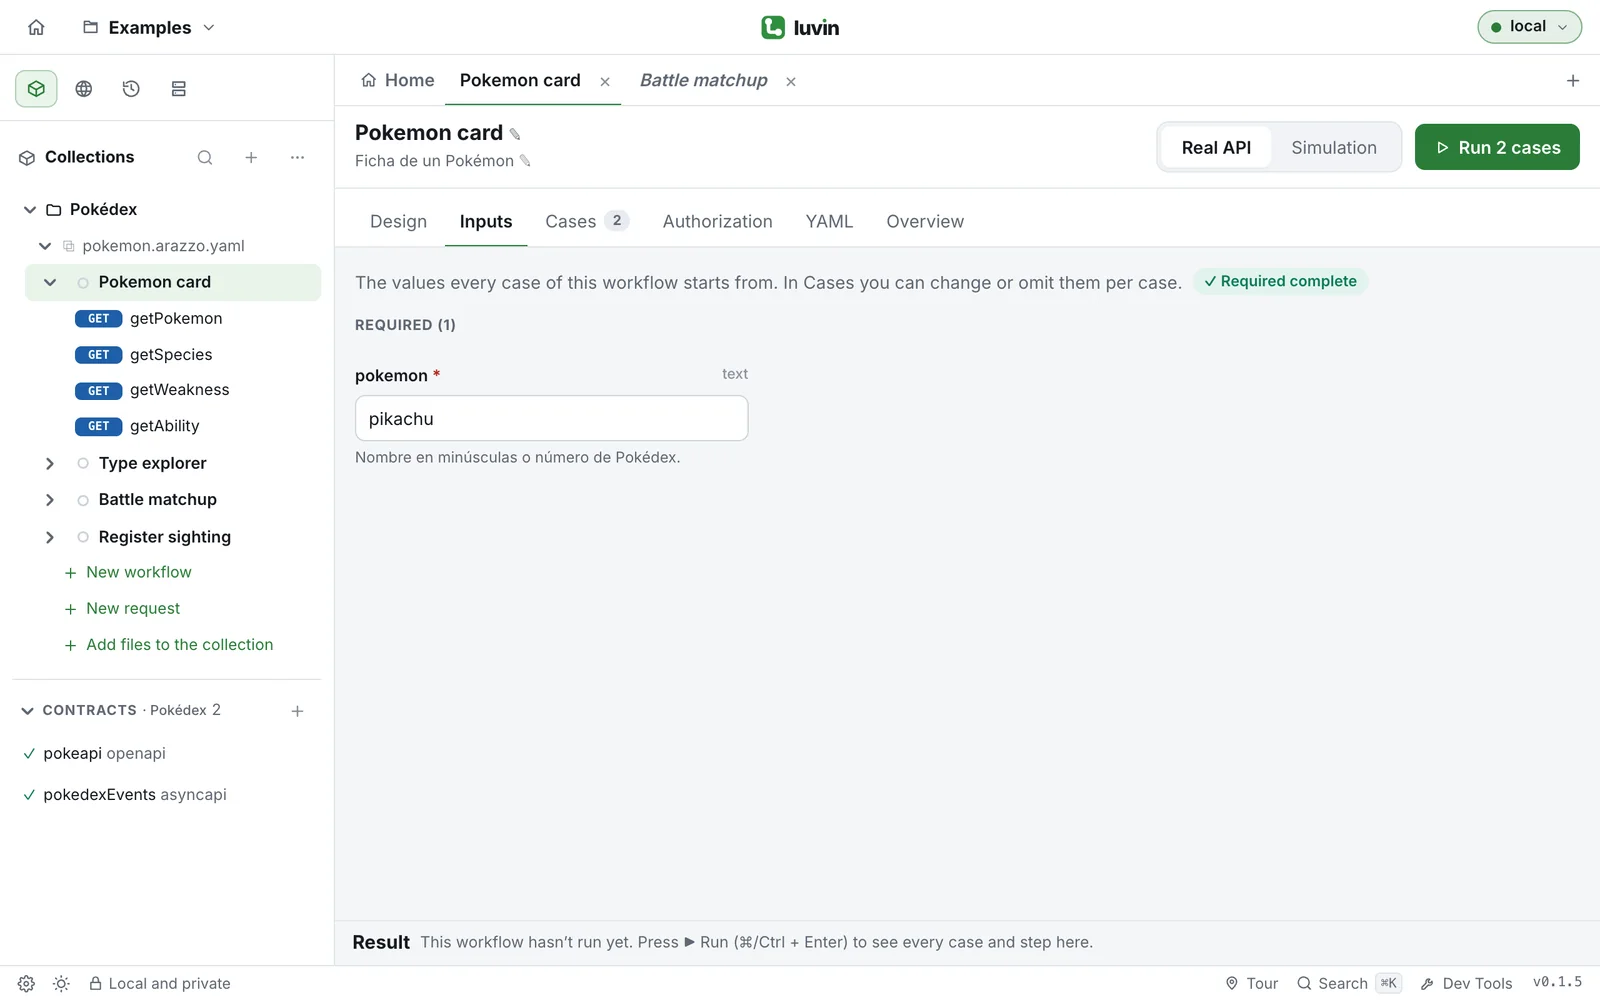 Examples
luvin
local
Home
Pokemon card
Battle matchup
Collections
Pokédex
pokemon.arazzo.yaml
Pokemon card
GET getPokemon
GET getSpecies
GET getWeakness
GET getAbility
Type explorer
Battle matchup
Register sighting
+ New workflow
+ New request
+ Add files to the collection
CONTRACTS · Pokédex 2
pokeapi openapi
pokedexEvents asyncapi
Pokemon card
Ficha de un Pokémon
Real API
Simulation
Run 2 cases
Design
Inputs
Cases 2
Authorization
YAML
Overview
The values every case of this workflow starts from. In Cases you can change or omit them per case.
✓ Required complete
REQUIRED (1)
pokemon *
text
pikachu
Nombre en minúsculas o número de Pokédex.
Result This workflow hasn’t run yet. Press ▶ Run (⌘/Ctrl + Enter) to see every case and step here.
Local and private
Tour
Search ⌘K
Dev Tools
v0.1.5